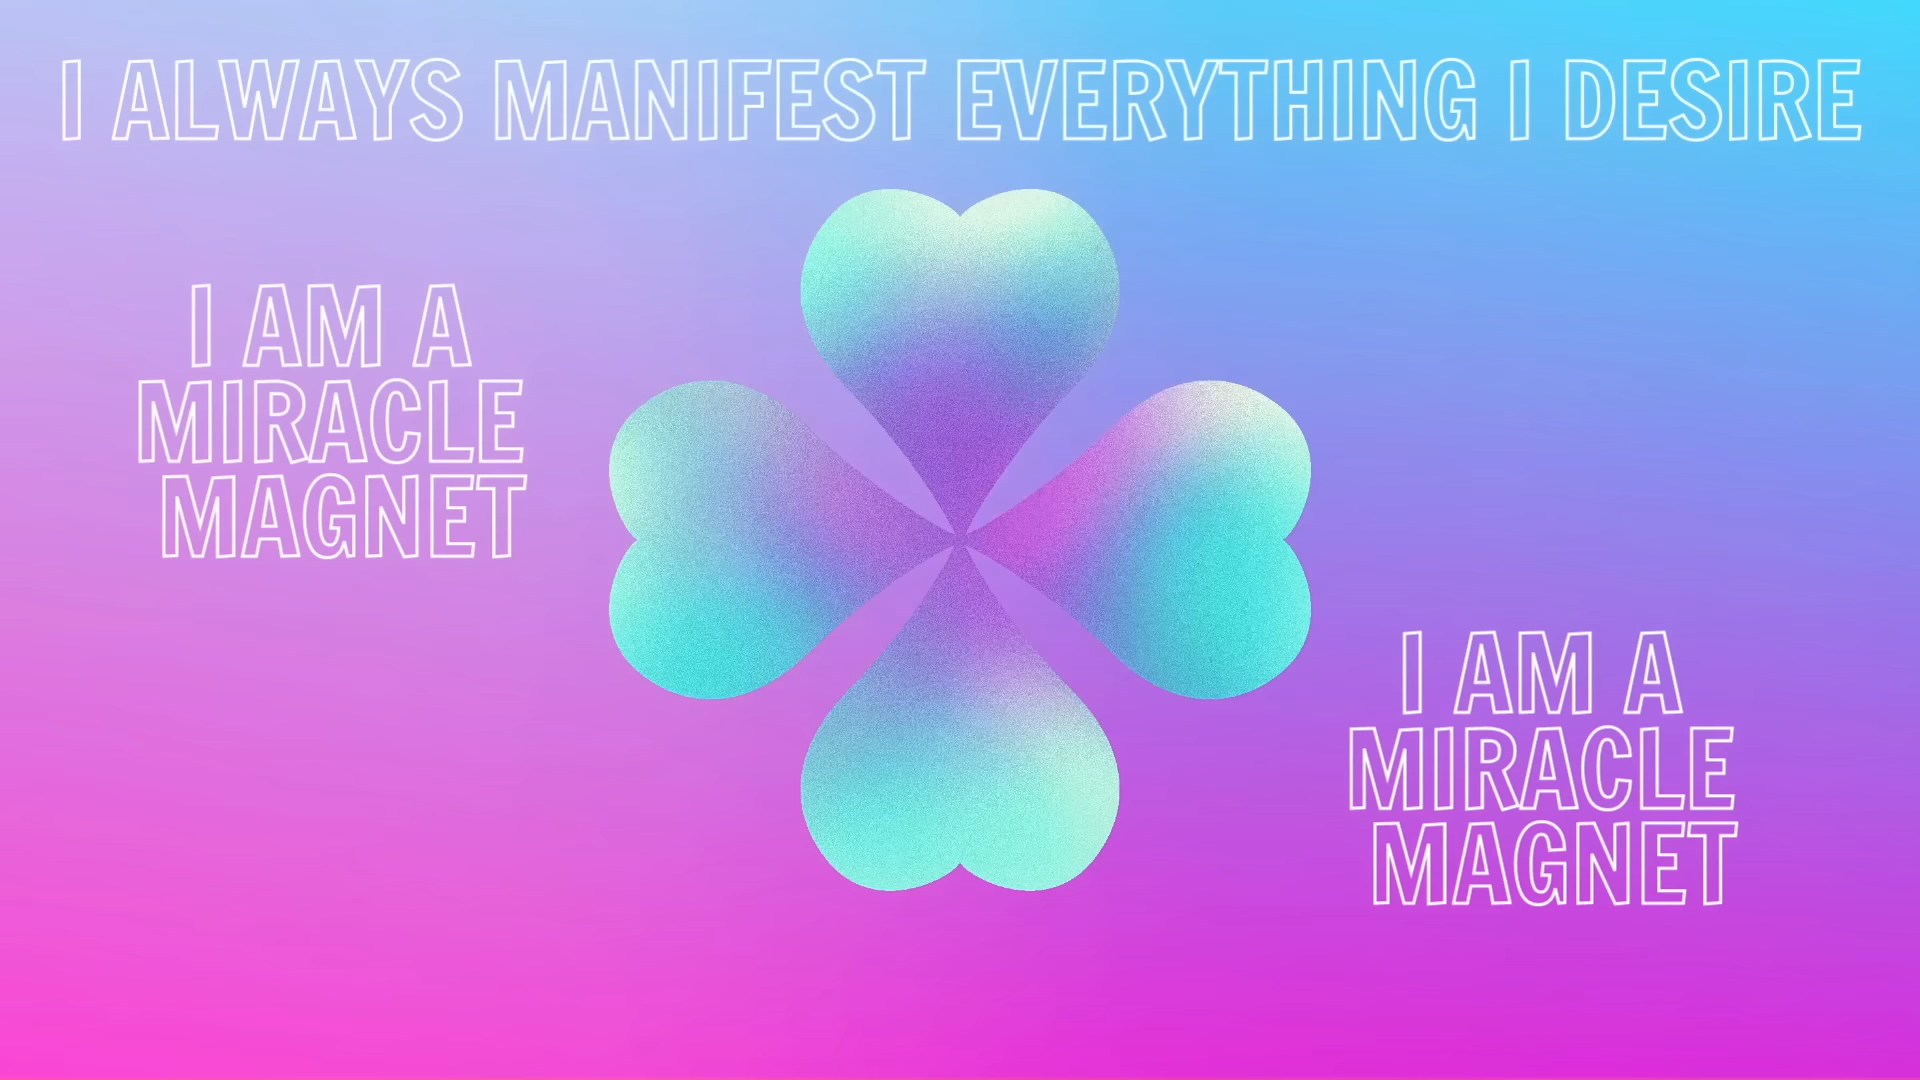 I ALWAYS MANIFEST EVERYTHING I DESIRE
I AM A
MIRACLE
MAGNET
I AM A
MIRACLE
MAGNET